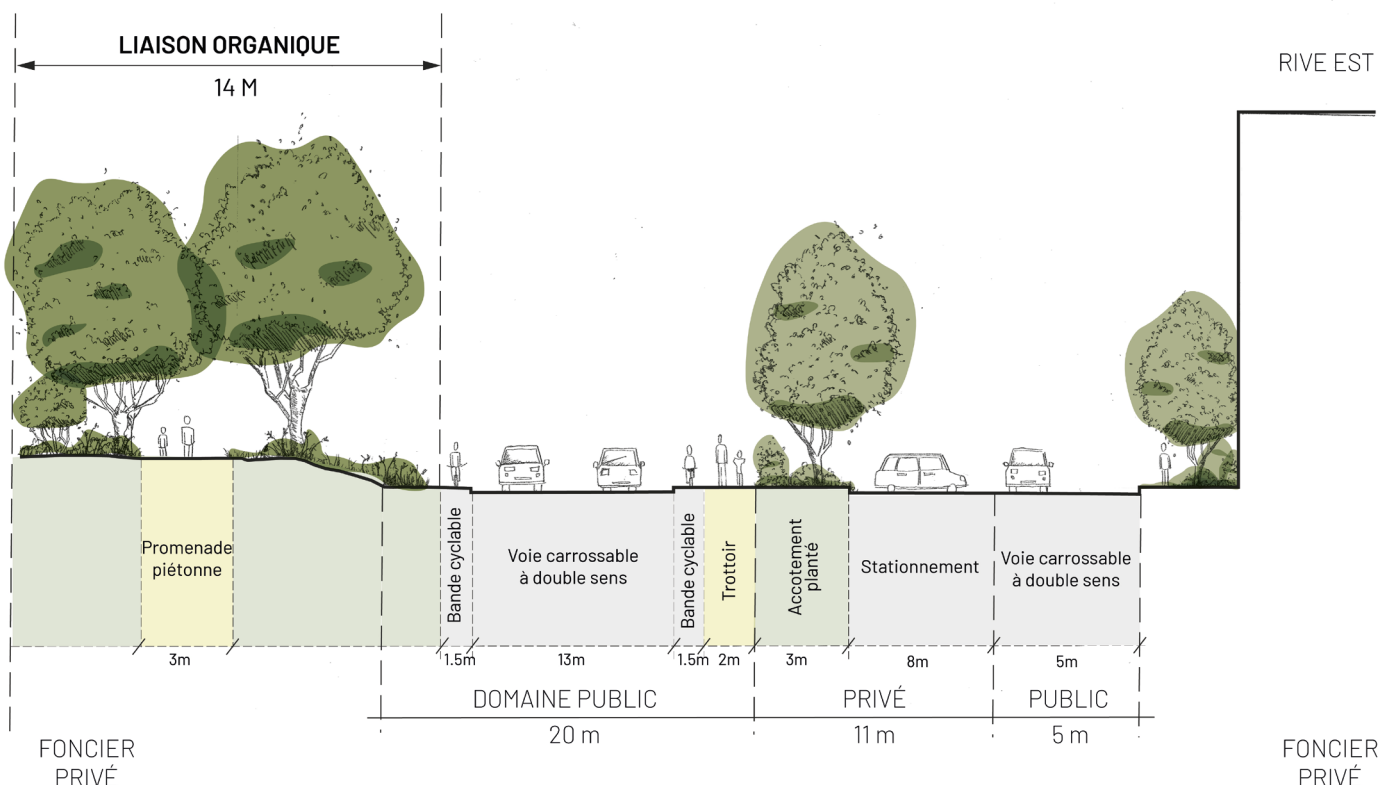 LIAISON ORGANIQUE
14 M
RIVE EST
Promenade
piétonne
Bande cyclable
Voie carrossable
à double sens
Bande cyclable
Trottoir
Accotement
planté
Stationnement
Voie carrossable
à double sens
3m
1.5m
13m
1.5m
2m
3m
8m
5m
DOMAINE PUBLIC
PRIVÉ
PUBLIC
20 m
11 m
5 m
FONCIER
PRIVÉ
FONCIER
PRIVÉ